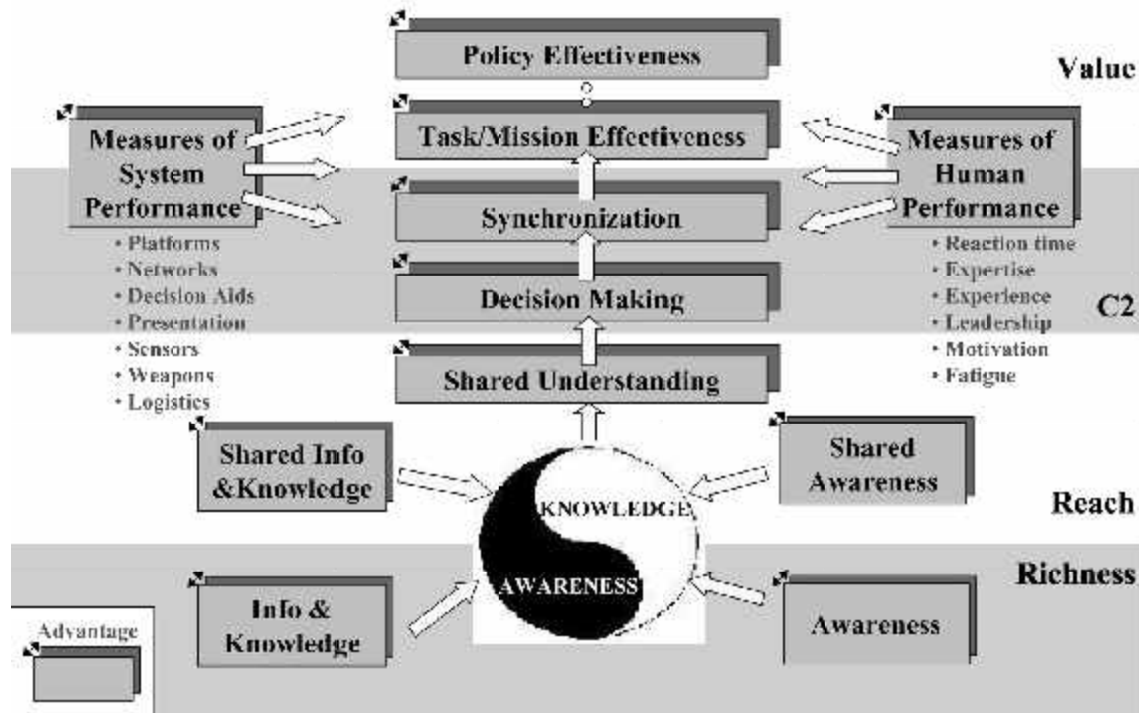 Policy Effectiveness
Value
Measures of
System
Performance
• Platforms
• Networks
• Decision Aids
• Presentation
• Sensors
• Weapons
• Logistics
Task/Mission Effectiveness
Synchronization
Decision Making
Shared Understanding
Measures of
Human
Performance
• Reaction time
• Expertise
• Experience
• Leadership
• Motivation
• Fatigue
C2
Shared Info
&Knowledge
Shared
Awareness
KNOWLEDGE
AWARENESS
Reach
Richness
Info &
Knowledge
Awareness
Advantage